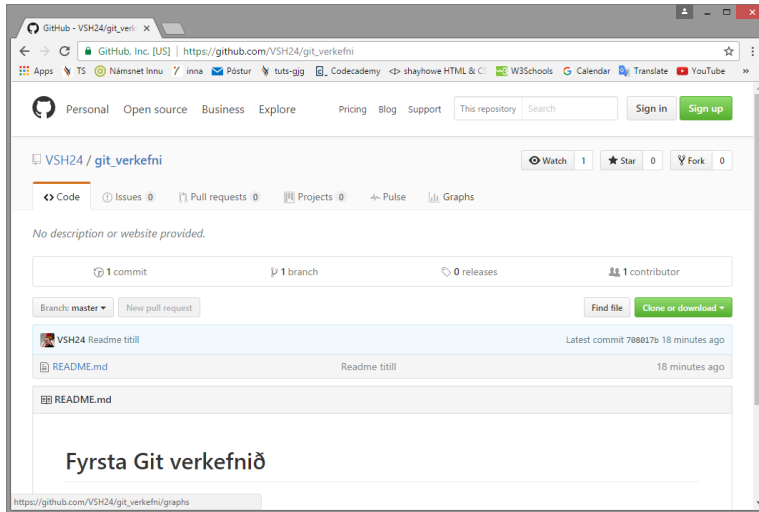 GitHub - VSH24/git_verk
GitHub, Inc. [US] | https://github.com/VSH24/git_verkefni
Apps TS Námsnet Innu inna Póstur tuts-gjg Codecademy <> shayhowe HTML & C W3Schools Calendar Translate YouTube »
Personal Open source Business Explore Pricing Blog Support This repository Search Sign in Sign up
VSH24 / git_verkefni Watch 1 Star 0 Fork 0
<> Code Issues 0 Pull requests 0 Projects 0 Pulse Graphs
No description or website provided.
1 commit 1 branch 0 releases 1 contributor
Branch: master New pull request Find file Clone or download
VSH24 Readme titill Latest commit 708017b 18 minutes ago
README.md Readme titill 18 minutes ago
README.md
Fyrsta Git verkefnið
https://github.com/VSH24/git_verkefni/graphs